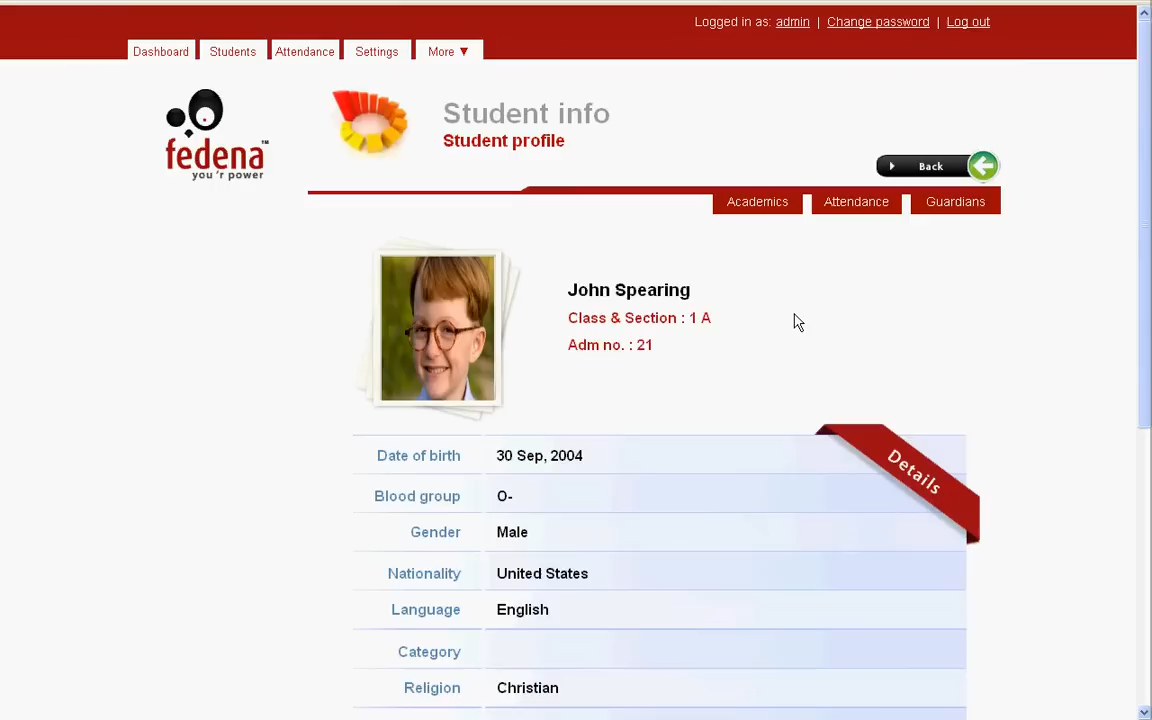 Logged in as: admin | Change password | Log out
Dashboard Students Attendance Settings More ▼
fedena™
you 'r power
Student info
Student profile
Back
Academics Attendance Guardians
John Spearing
Class & Section : 1 A
Adm no. : 21
Details
Date of birth 30 Sep, 2004
Blood group O-
Gender Male
Nationality United States
Language English
Category
Religion Christian